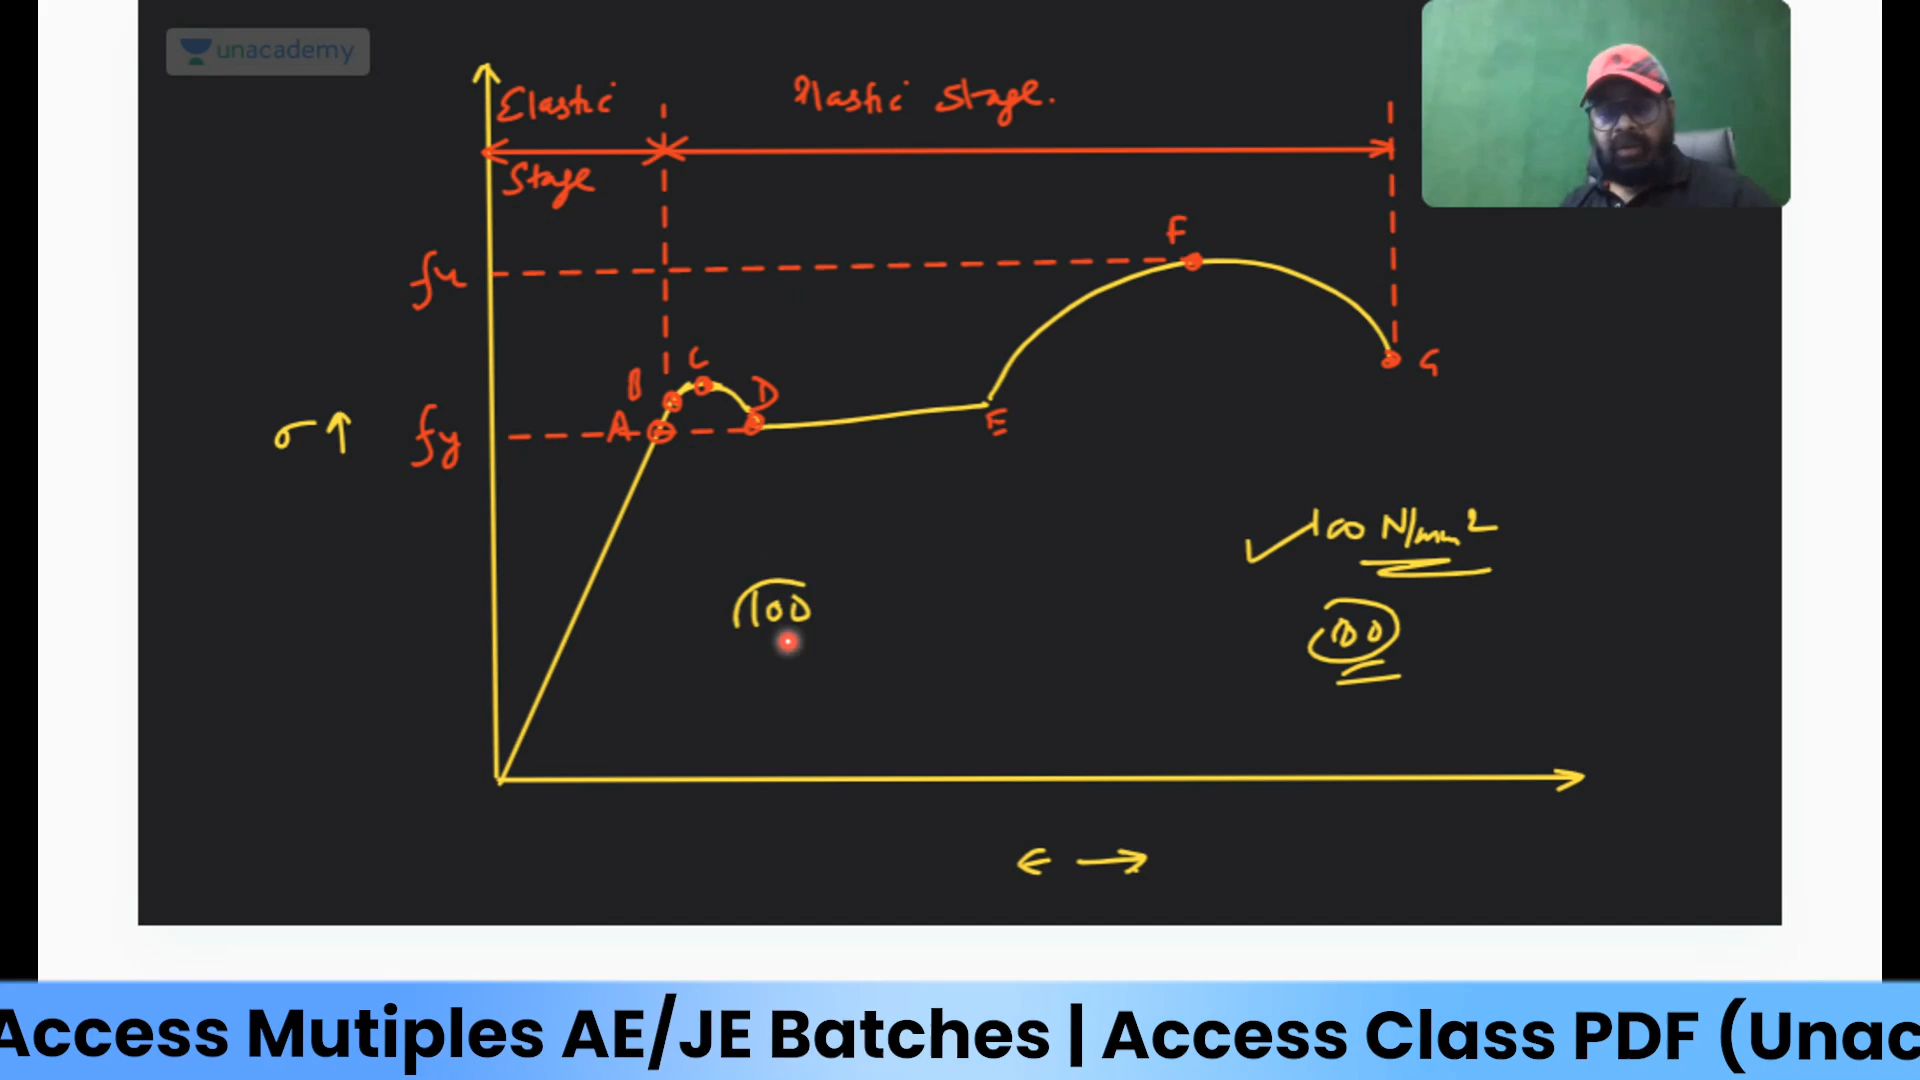 unacademy
Elastic
Stage
Plastic Stage.
fu
F
C
B
D
G
σ↑
fy
A
E
100 N/mm²
100
100
ϵ →
Access Mutiples AE/JE Batches | Access Class PDF (Unac